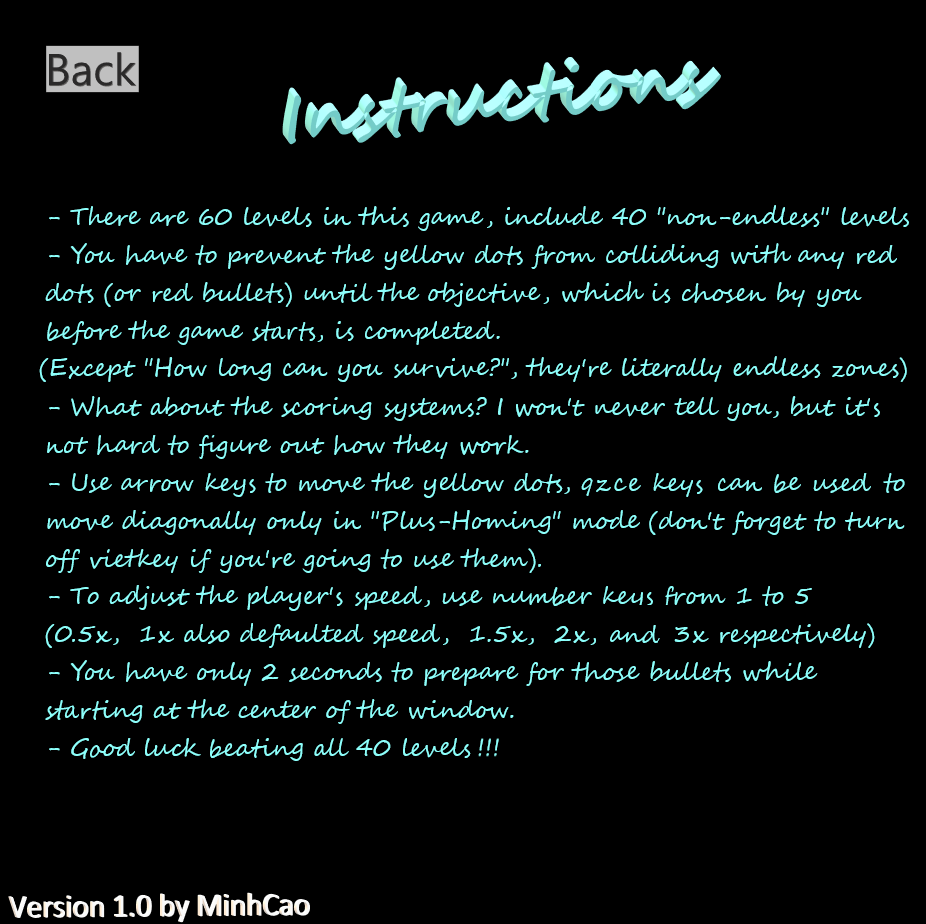 Back
Instructions
- There are 60 levels in this game, include 40 "non-endless" levels
- You have to prevent the yellow dots from colliding with any red
dots (or red bullets) until the objective, which is chosen by you
before the game starts, is completed.
(Except "How long can you survive?", they're literally endless zones)
- What about the scoring systems? I won't never tell you, but it's
not hard to figure out how they work.
- Use arrow keys to move the yellow dots, qzce keys can be used to
move diagonally only in "Plus-Homing" mode (don't forget to turn
off vietkey if you're going to use them).
- To adjust the player's speed, use number keus from 1 to 5
(0.5x, 1x also defaulted speed, 1.5x, 2x, and 3x respectively)
- You have only 2 seconds to prepare for those bullets while
starting at the center of the window.
- Good luck beating all 40 levels !!!
Version 1.0 by MinhCao